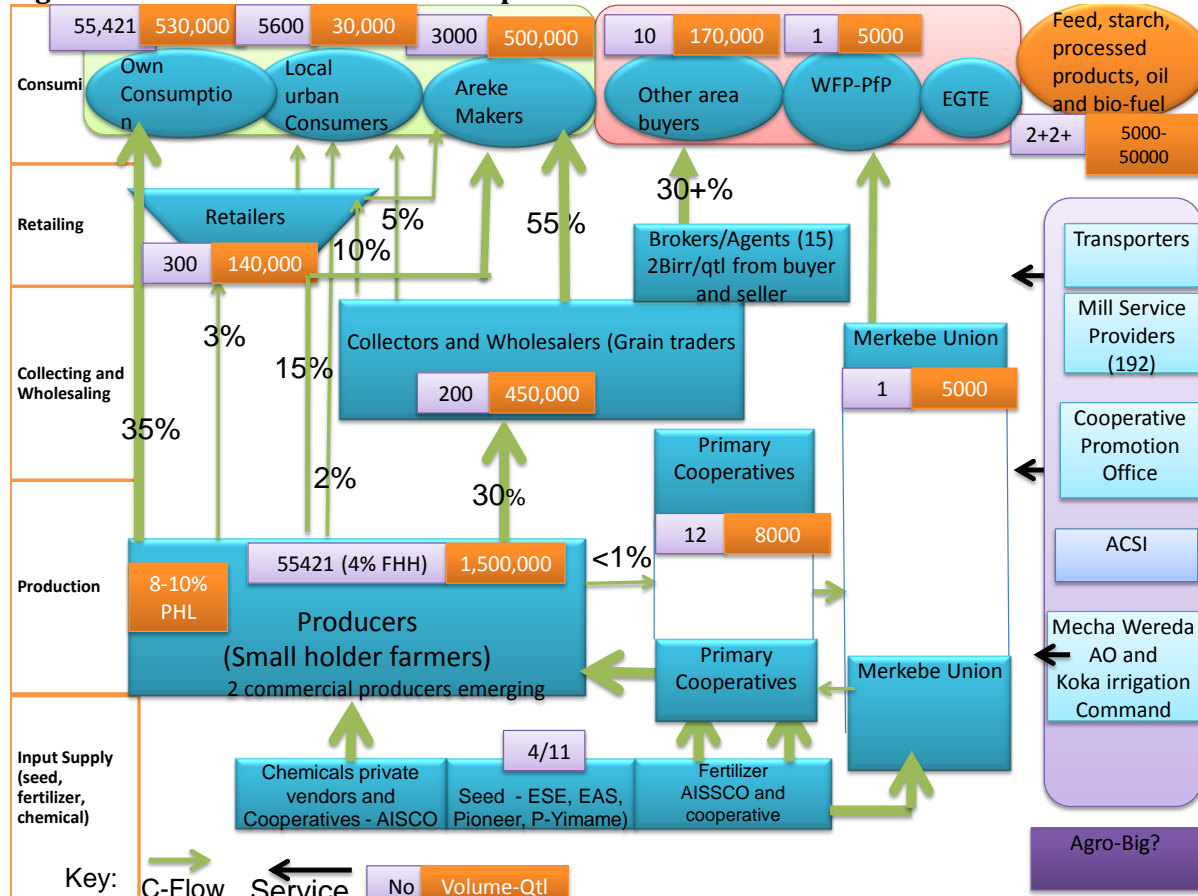 55,421 530,000 5600 30,000 3000 500,000 10 170,000 1 5000
Feed, starch,
processed
products, oil
and bio-fuel
2+2+ 5000-
50000
Consumi
Own
Consumptio
n
Local
urban
Consumers
Areke
Makers
Other area
buyers
WFP-PfP
EGTE
Retailing
Retailers
300 140,000
10%
5%
55%
30+%
Brokers/Agents (15)
2Birr/qtl from buyer
and seller
Transporters
Mill Service
Providers
(192)
Cooperative
Promotion
Office
ACSI
Mecha Wereda
AO and
Koka irrigation
Command
Agro-Big?
Collecting and
Wholesaling
35%
3%
15%
2%
30%
Collectors and Wholesalers (Grain traders
200 450,000
Merkebe Union
1 5000
Primary
Cooperatives
12 8000
<1%
Production
55421 (4% FHH) 1,500,000
8-10%
PHL
Producers
(Small holder farmers)
2 commercial producers emerging
Primary
Cooperatives
Merkebe Union
Input Supply
(seed,
fertilizer,
chemical)
Chemicals private
vendors and
Cooperatives - AISCO
4/11
Seed - ESE, EAS,
Pioneer, P-Yimame)
Fertilizer
AISSCO and
cooperative
Key:
C-Flow
Service
No Volume-Qtl